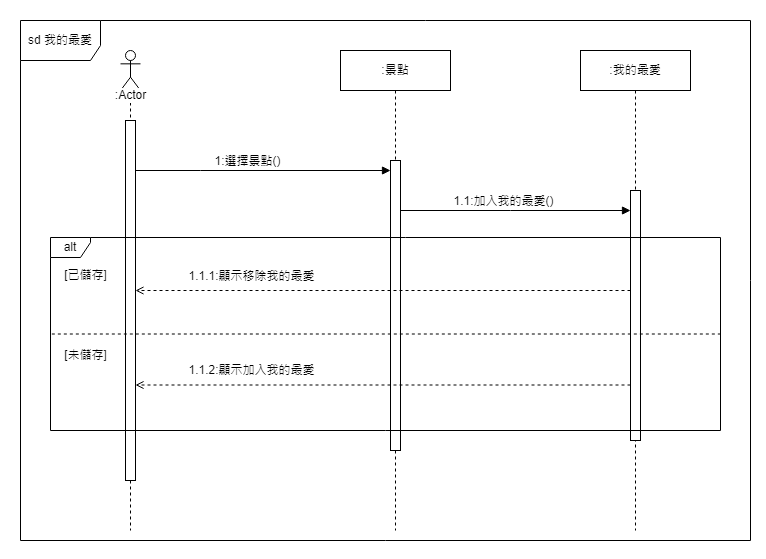 sd 我的最愛
:Actor
:景點
:我的最愛
1:選擇景點()
1.1:加入我的最愛()
alt
[已儲存]
1.1.1:顯示移除我的最愛
[未儲存]
1.1.2:顯示加入我的最愛